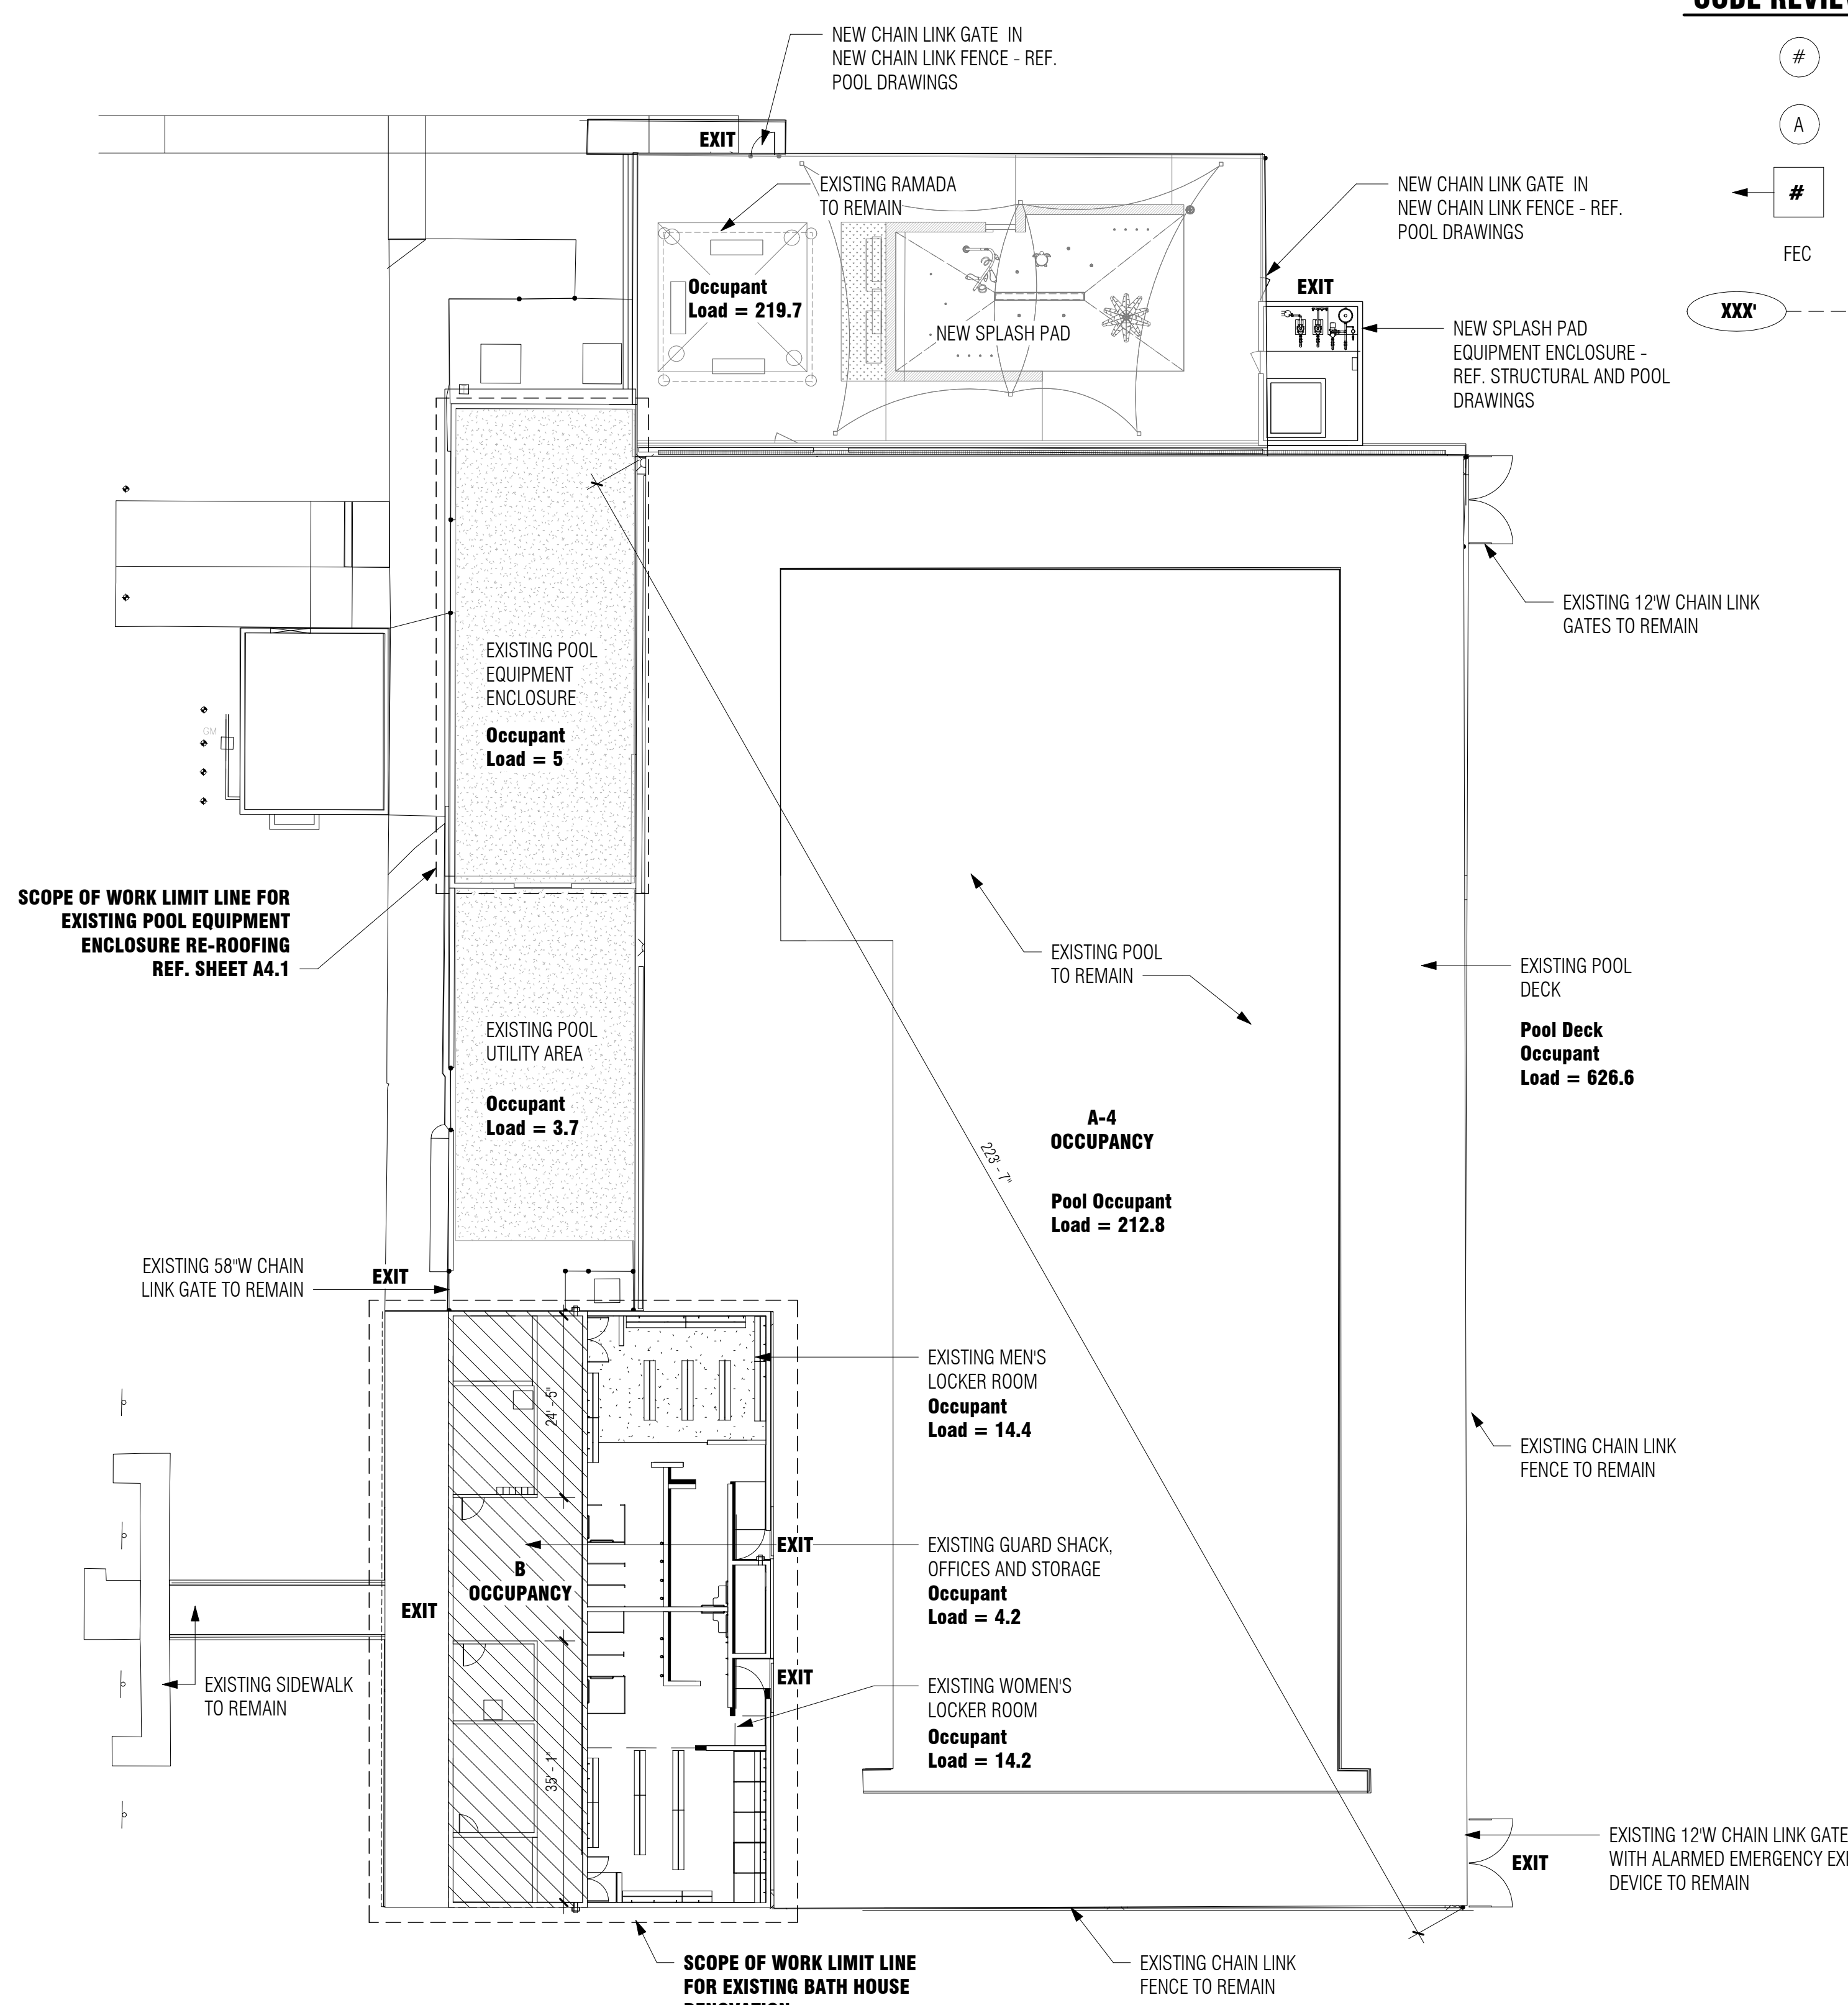 CODE REVIEW
#
A
#
FEC
XXX'
NEW CHAIN LINK GATE IN
NEW CHAIN LINK FENCE - REF.
POOL DRAWINGS
EXIT
EXISTING RAMADA
TO REMAIN
NEW CHAIN LINK GATE IN
NEW CHAIN LINK FENCE - REF.
POOL DRAWINGS
Occupant
Load = 219.7
EXIT
NEW SPLASH PAD
NEW SPLASH PAD
EQUIPMENT ENCLOSURE -
REF. STRUCTURAL AND POOL
DRAWINGS
EXISTING 12'W CHAIN LINK
GATES TO REMAIN
EXISTING POOL
EQUIPMENT
ENCLOSURE
Occupant
Load = 5
GM
SCOPE OF WORK LIMIT LINE FOR
EXISTING POOL EQUIPMENT
ENCLOSURE RE-ROOFING
REF. SHEET A4.1
EXISTING POOL
TO REMAIN
EXISTING POOL
DECK
Pool Deck
Occupant
Load = 626.6
EXISTING POOL
UTILITY AREA
Occupant
Load = 3.7
A-4
OCCUPANCY
223' - 7"
Pool Occupant
Load = 212.8
EXISTING 58"W CHAIN
LINK GATE TO REMAIN
EXIT
EXISTING MEN'S
LOCKER ROOM
Occupant
Load = 14.4
24' - 5"
EXISTING CHAIN LINK
FENCE TO REMAIN
EXIT
EXISTING GUARD SHACK,
OFFICES AND STORAGE
Occupant
Load = 4.2
B
OCCUPANCY
EXIT
EXIT
EXISTING SIDEWALK
TO REMAIN
EXISTING WOMEN'S
LOCKER ROOM
Occupant
Load = 14.2
35' - 1"
EXISTING 12'W CHAIN LINK GATE
WITH ALARMED EMERGENCY EXI
DEVICE TO REMAIN
EXIT
SCOPE OF WORK LIMIT LINE
FOR EXISTING BATH HOUSE
RENOVATION
EXISTING CHAIN LINK
FENCE TO REMAIN